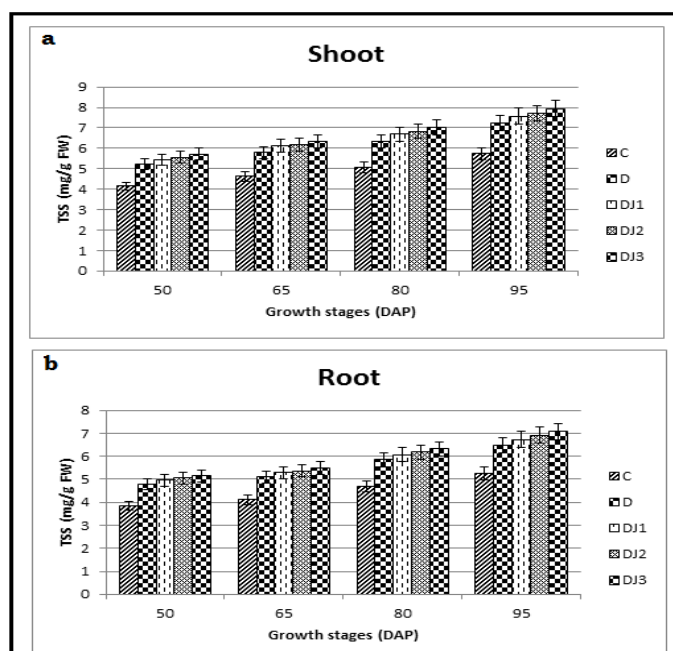 a
Shoot
9
8
7
6
5
4
3
2
1
0
TSS (mg/g FW)
50 65 80 95
Growth stages (DAP)
C
D
DJ1
DJ2
DJ3
b
Root
8
7
6
5
4
3
2
1
0
TSS (mg/g FW)
50 65 80 95
Growth stages (DAP)
C
D
DJ1
DJ2
DJ3